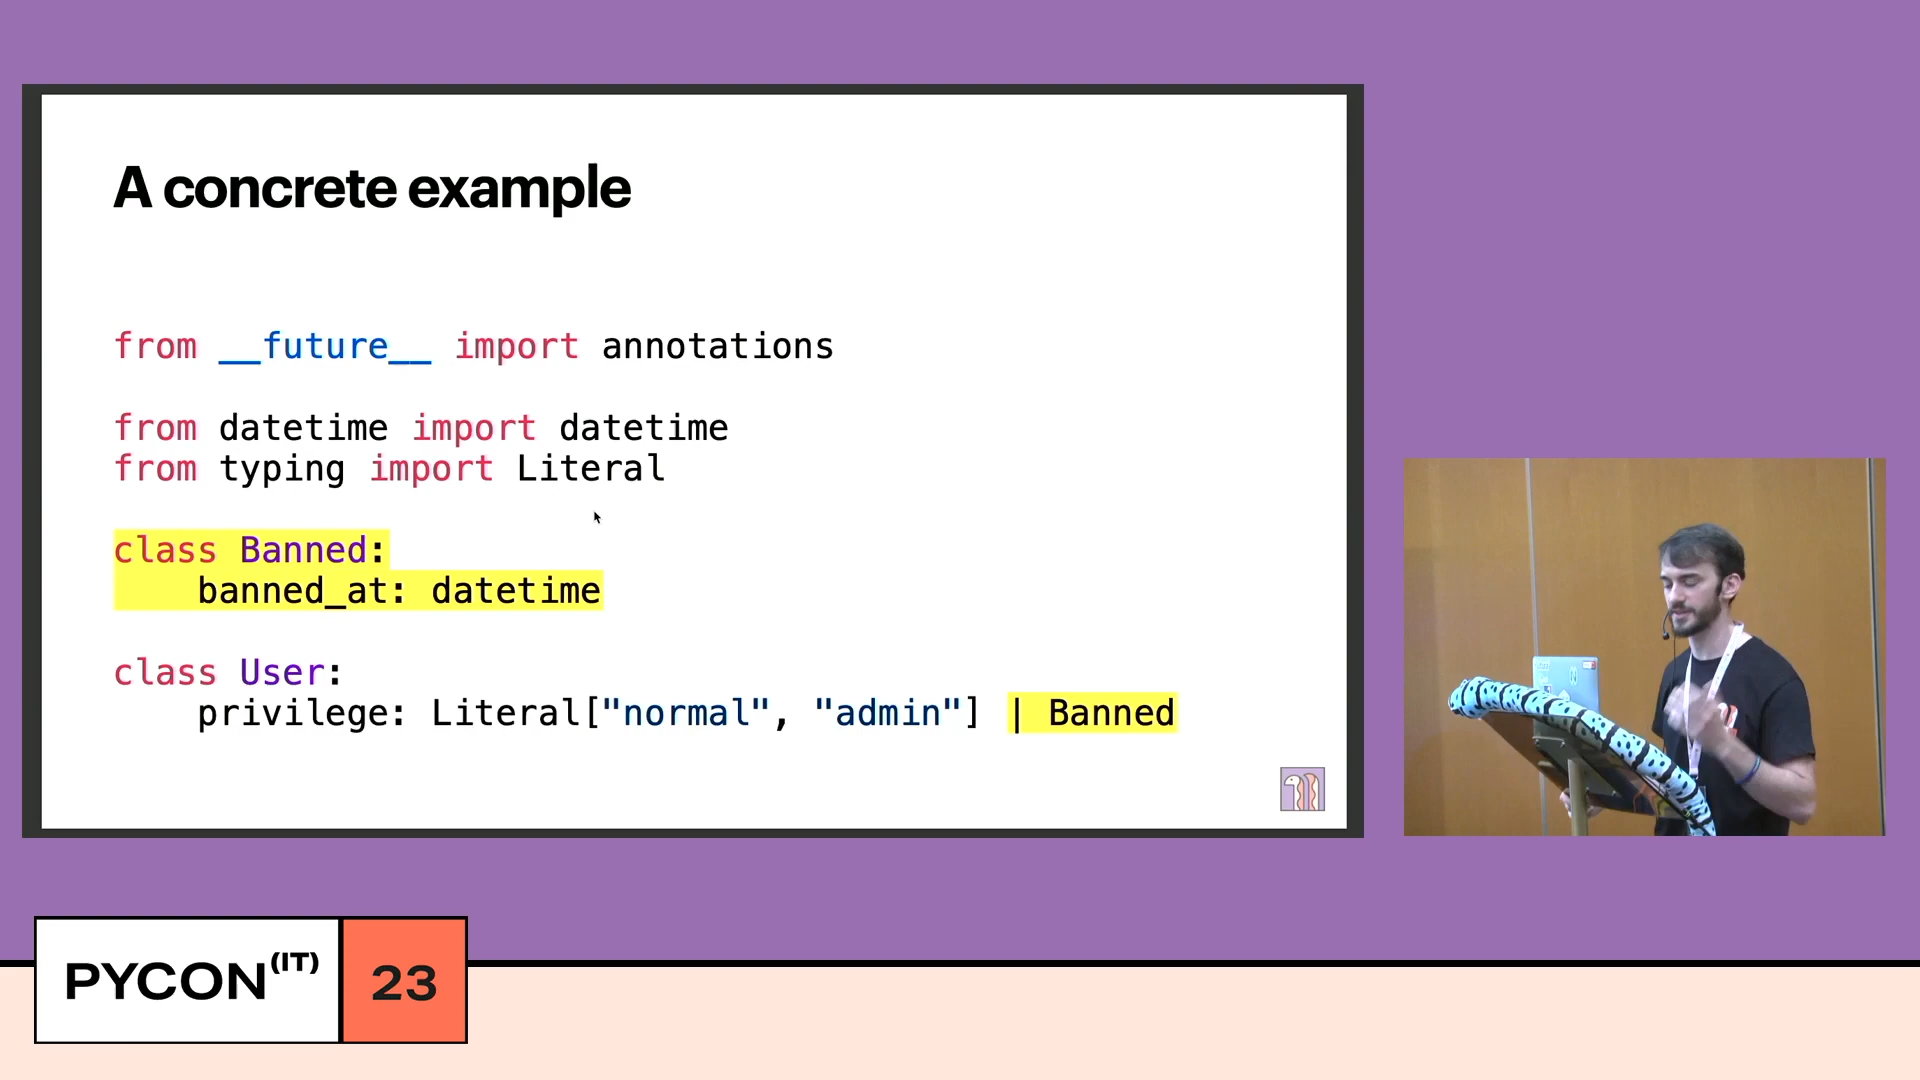 A concrete example
from __future__ import annotations
from datetime import datetime
from typing import Literal
class Banned:
    banned_at: datetime
class User:
    privilege: Literal["normal", "admin"] | Banned
PYCON(IT) 23